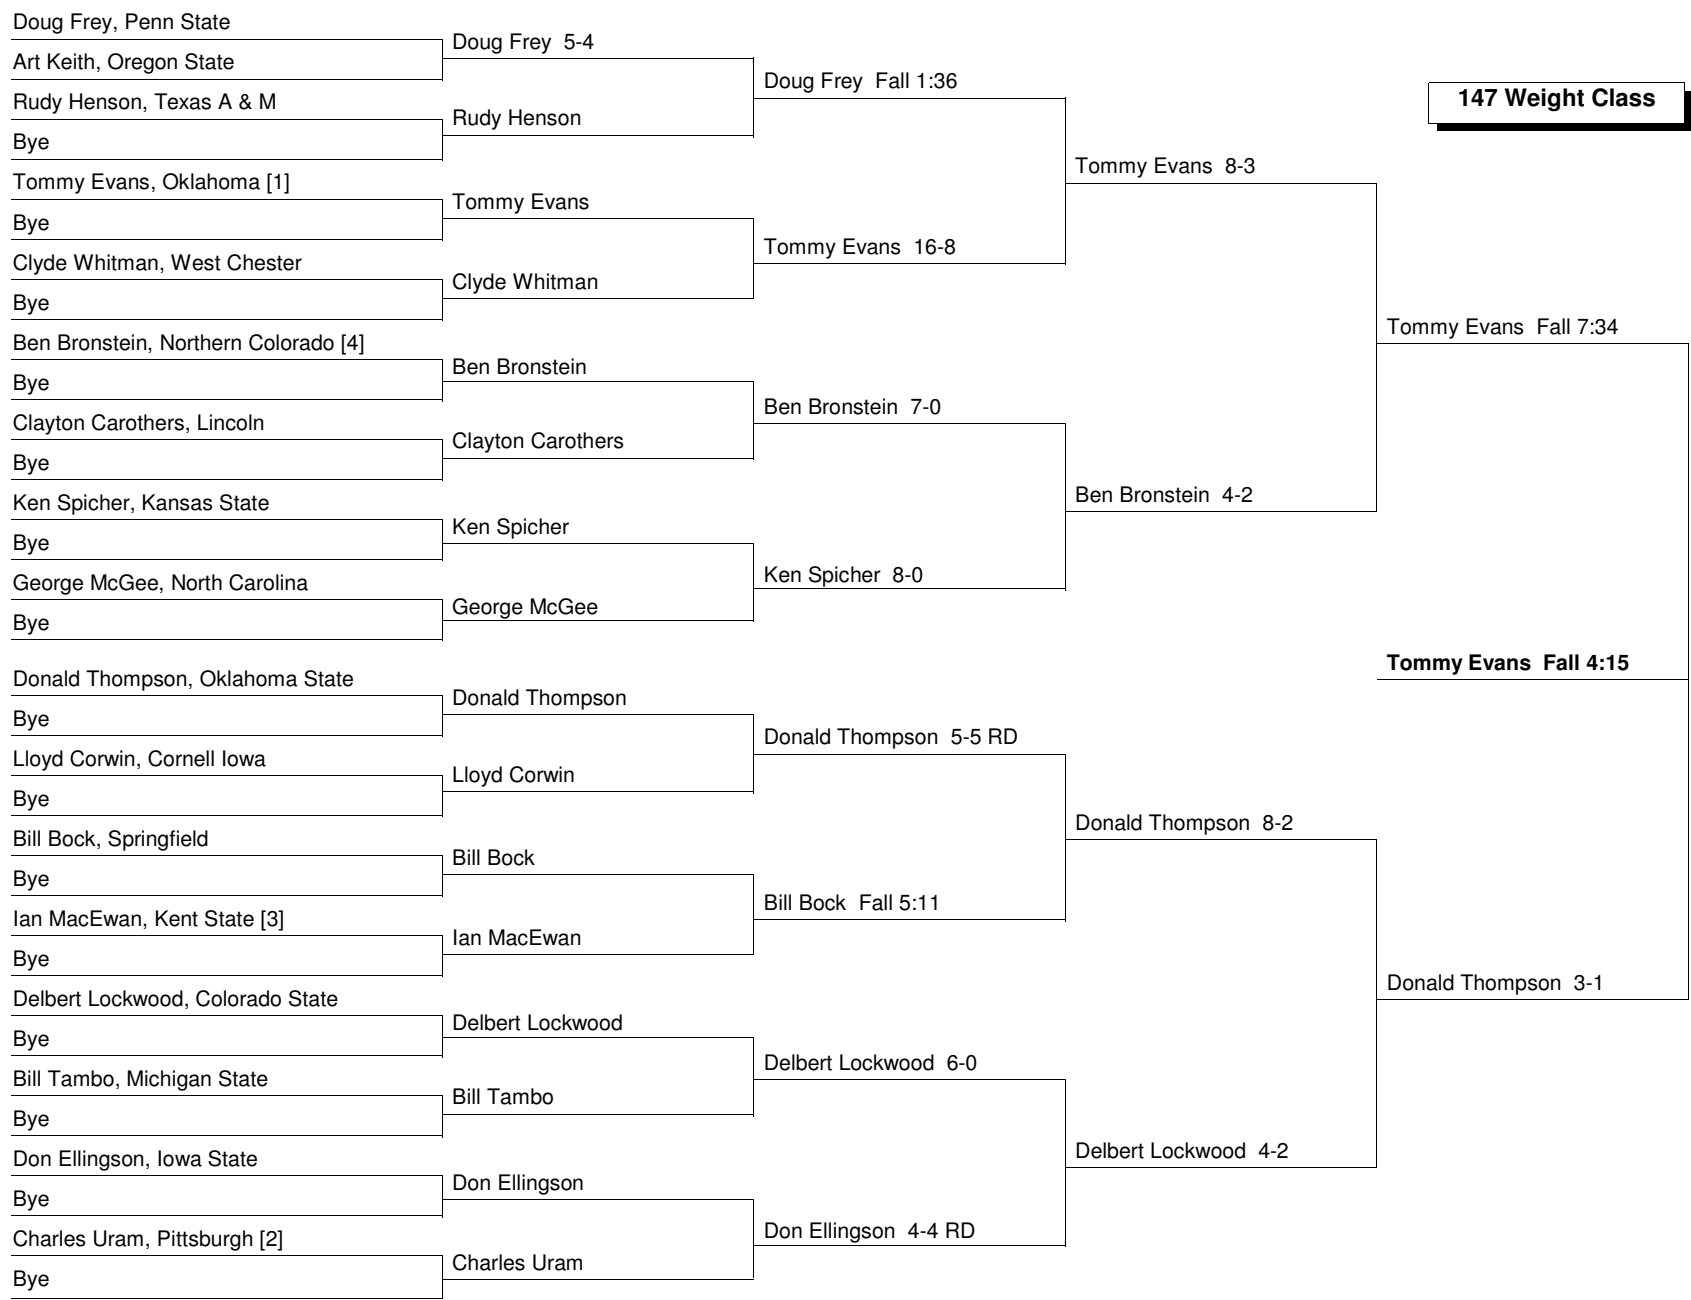 Doug Frey, Penn State
Art Keith, Oregon State
Rudy Henson, Texas A & M
Bye
Tommy Evans, Oklahoma [1]
Bye
Clyde Whitman, West Chester
Bye
Ben Bronstein, Northern Colorado [4]
Bye
Clayton Carothers, Lincoln
Bye
Ken Spicher, Kansas State
Bye
George McGee, North Carolina
Bye
Donald Thompson, Oklahoma State
Bye
Lloyd Corwin, Cornell Iowa
Bye
Bill Bock, Springfield
Bye
Ian MacEwan, Kent State [3]
Bye
Delbert Lockwood, Colorado State
Bye
Bill Tambo, Michigan State
Bye
Don Ellingson, Iowa State
Bye
Charles Uram, Pittsburgh [2]
Bye
Doug Frey 5-4
Rudy Henson
Tommy Evans
Clyde Whitman
Ben Bronstein
Clayton Carothers
Ken Spicher
George McGee
Donald Thompson
Lloyd Corwin
Bill Bock
Ian MacEwan
Delbert Lockwood
Bill Tambo
Don Ellingson
Charles Uram
Doug Frey Fall 1:36
Tommy Evans 16-8
Ben Bronstein 7-0
Ken Spicher 8-0
Donald Thompson 5-5 RD
Bill Bock Fall 5:11
Delbert Lockwood 6-0
Don Ellingson 4-4 RD
Tommy Evans 8-3
Ben Bronstein 4-2
Donald Thompson 8-2
Delbert Lockwood 4-2
147 Weight Class
Tommy Evans Fall 7:34
Tommy Evans Fall 4:15
Donald Thompson 3-1